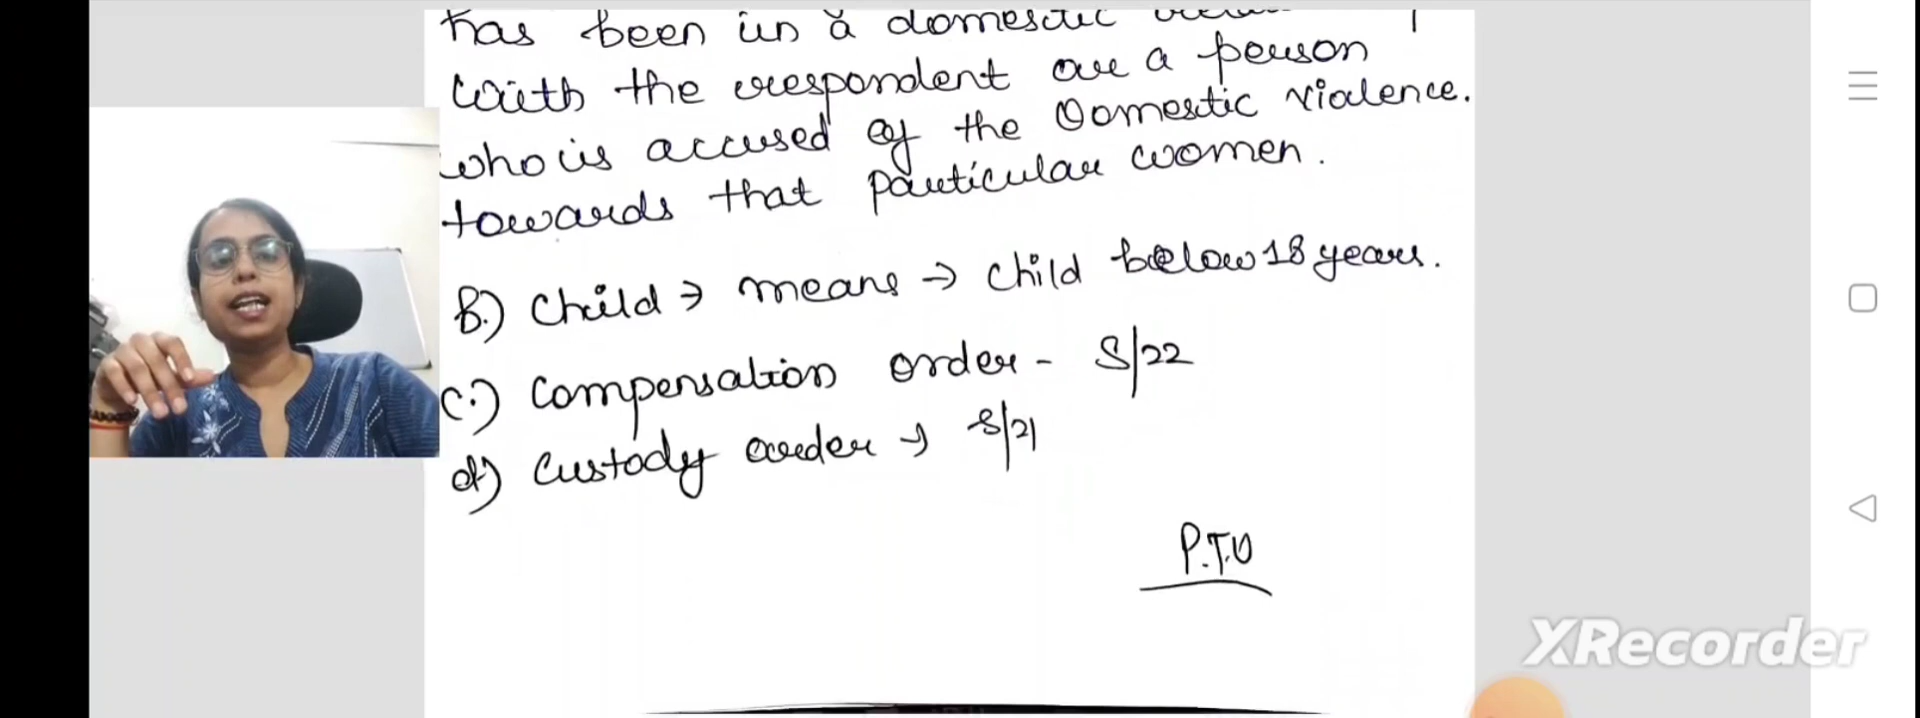 has been in a domestic
with the respondent or a person
who is accused of the Domestic violence.
towards that particular women.
B.) Child → means → child below 18 years.
C.) Compensation order - S/22
d) Custody order → S/21
P.T.O
XRecorder